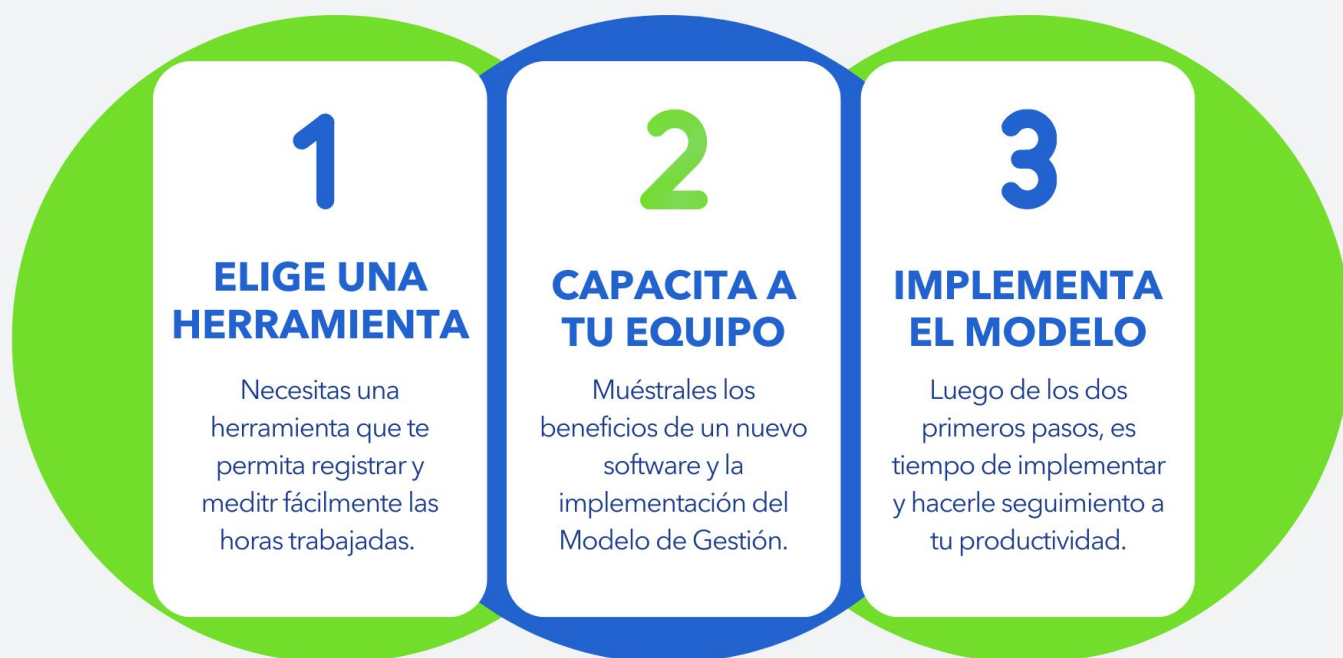 1
ELIGE UNA
HERRAMIENTA
Necesitas una
herramienta que te
permita registrar y
meditr fácilmente las
horas trabajadas.
2
CAPACITA A
TU EQUIPO
Muéstrales los
beneficios de un nuevo
software y la
implementación del
Modelo de Gestión.
3
IMPLEMENTA
EL MODELO
Luego de los dos
primeros pasos, es
tiempo de implementar
y hacerle seguimiento a
tu productividad.